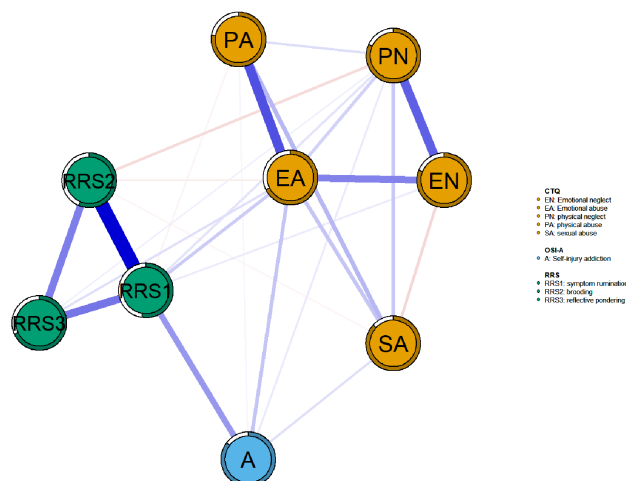 PA
PN
EA
EN
RRS2
RRS1
RRS3
SA
A
CTQ
EN: Emotional neglect
EA: Emotional abuse
PN: physical neglect
PA: physical abuse
SA: sexual abuse
OSI-A
A: Self-injury addiction
RRS
RRS1: symptom rumination
RRS2: brooding
RRS3: reflective pondering